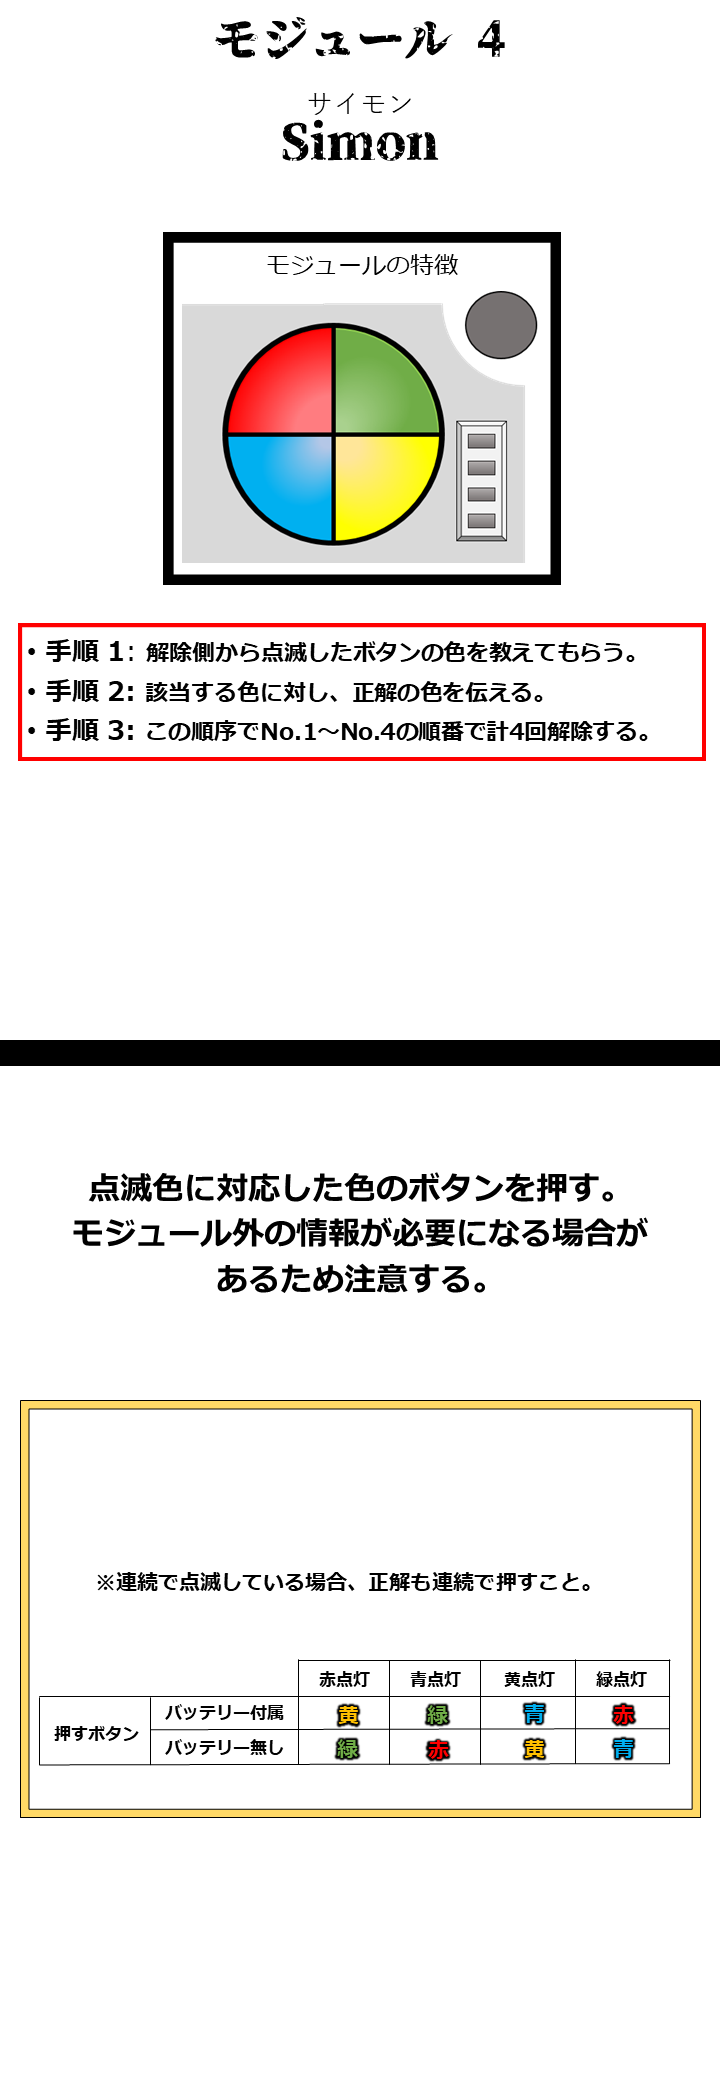 モジュール 4
サイモン
Simon
モジュールの特徴
• 手順 1: 解除側から点滅したボタンの色を教えてもらう。
• 手順 2: 該当する色に対し、正解の色を伝える。
• 手順 3: この順序でNo.1～No.4の順番で計4回解除する。
点滅色に対応した色のボタンを押す。
モジュール外の情報が必要になる場合が
あるため注意する。
※連続で点滅している場合、正解も連続で押すこと。
赤点灯 青点灯 黄点灯 緑点灯
押すボタン
バッテリー付属 黄 緑 青 赤
バッテリー無し 緑 赤 黄 青